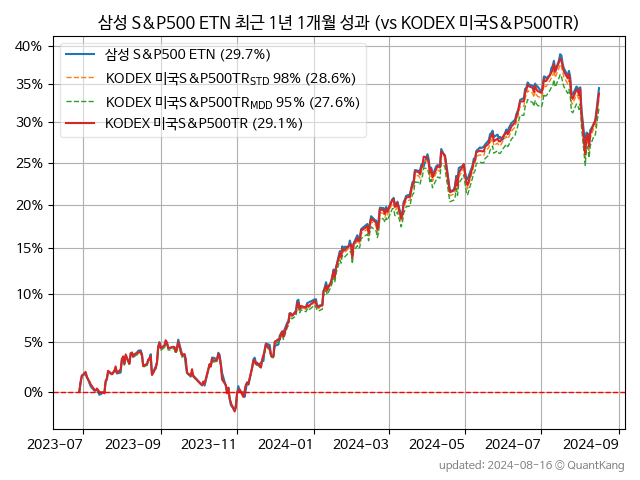 삼성 S&P500 ETN 최근 1년 1개월 성과 (vs KODEX 미국S&P500TR)
40%
35%
30%
25%
20%
15%
10%
5%
0%
삼성 S&P500 ETN (29.7%)
KODEX 미국S&P500TR_STD 98% (28.6%)
KODEX 미국S&P500TR_MDD 95% (27.6%)
KODEX 미국S&P500TR (29.1%)
2023-07 2023-09 2023-11 2024-01 2024-03 2024-05 2024-07 2024-09
updated: 2024-08-16 © QuantKang